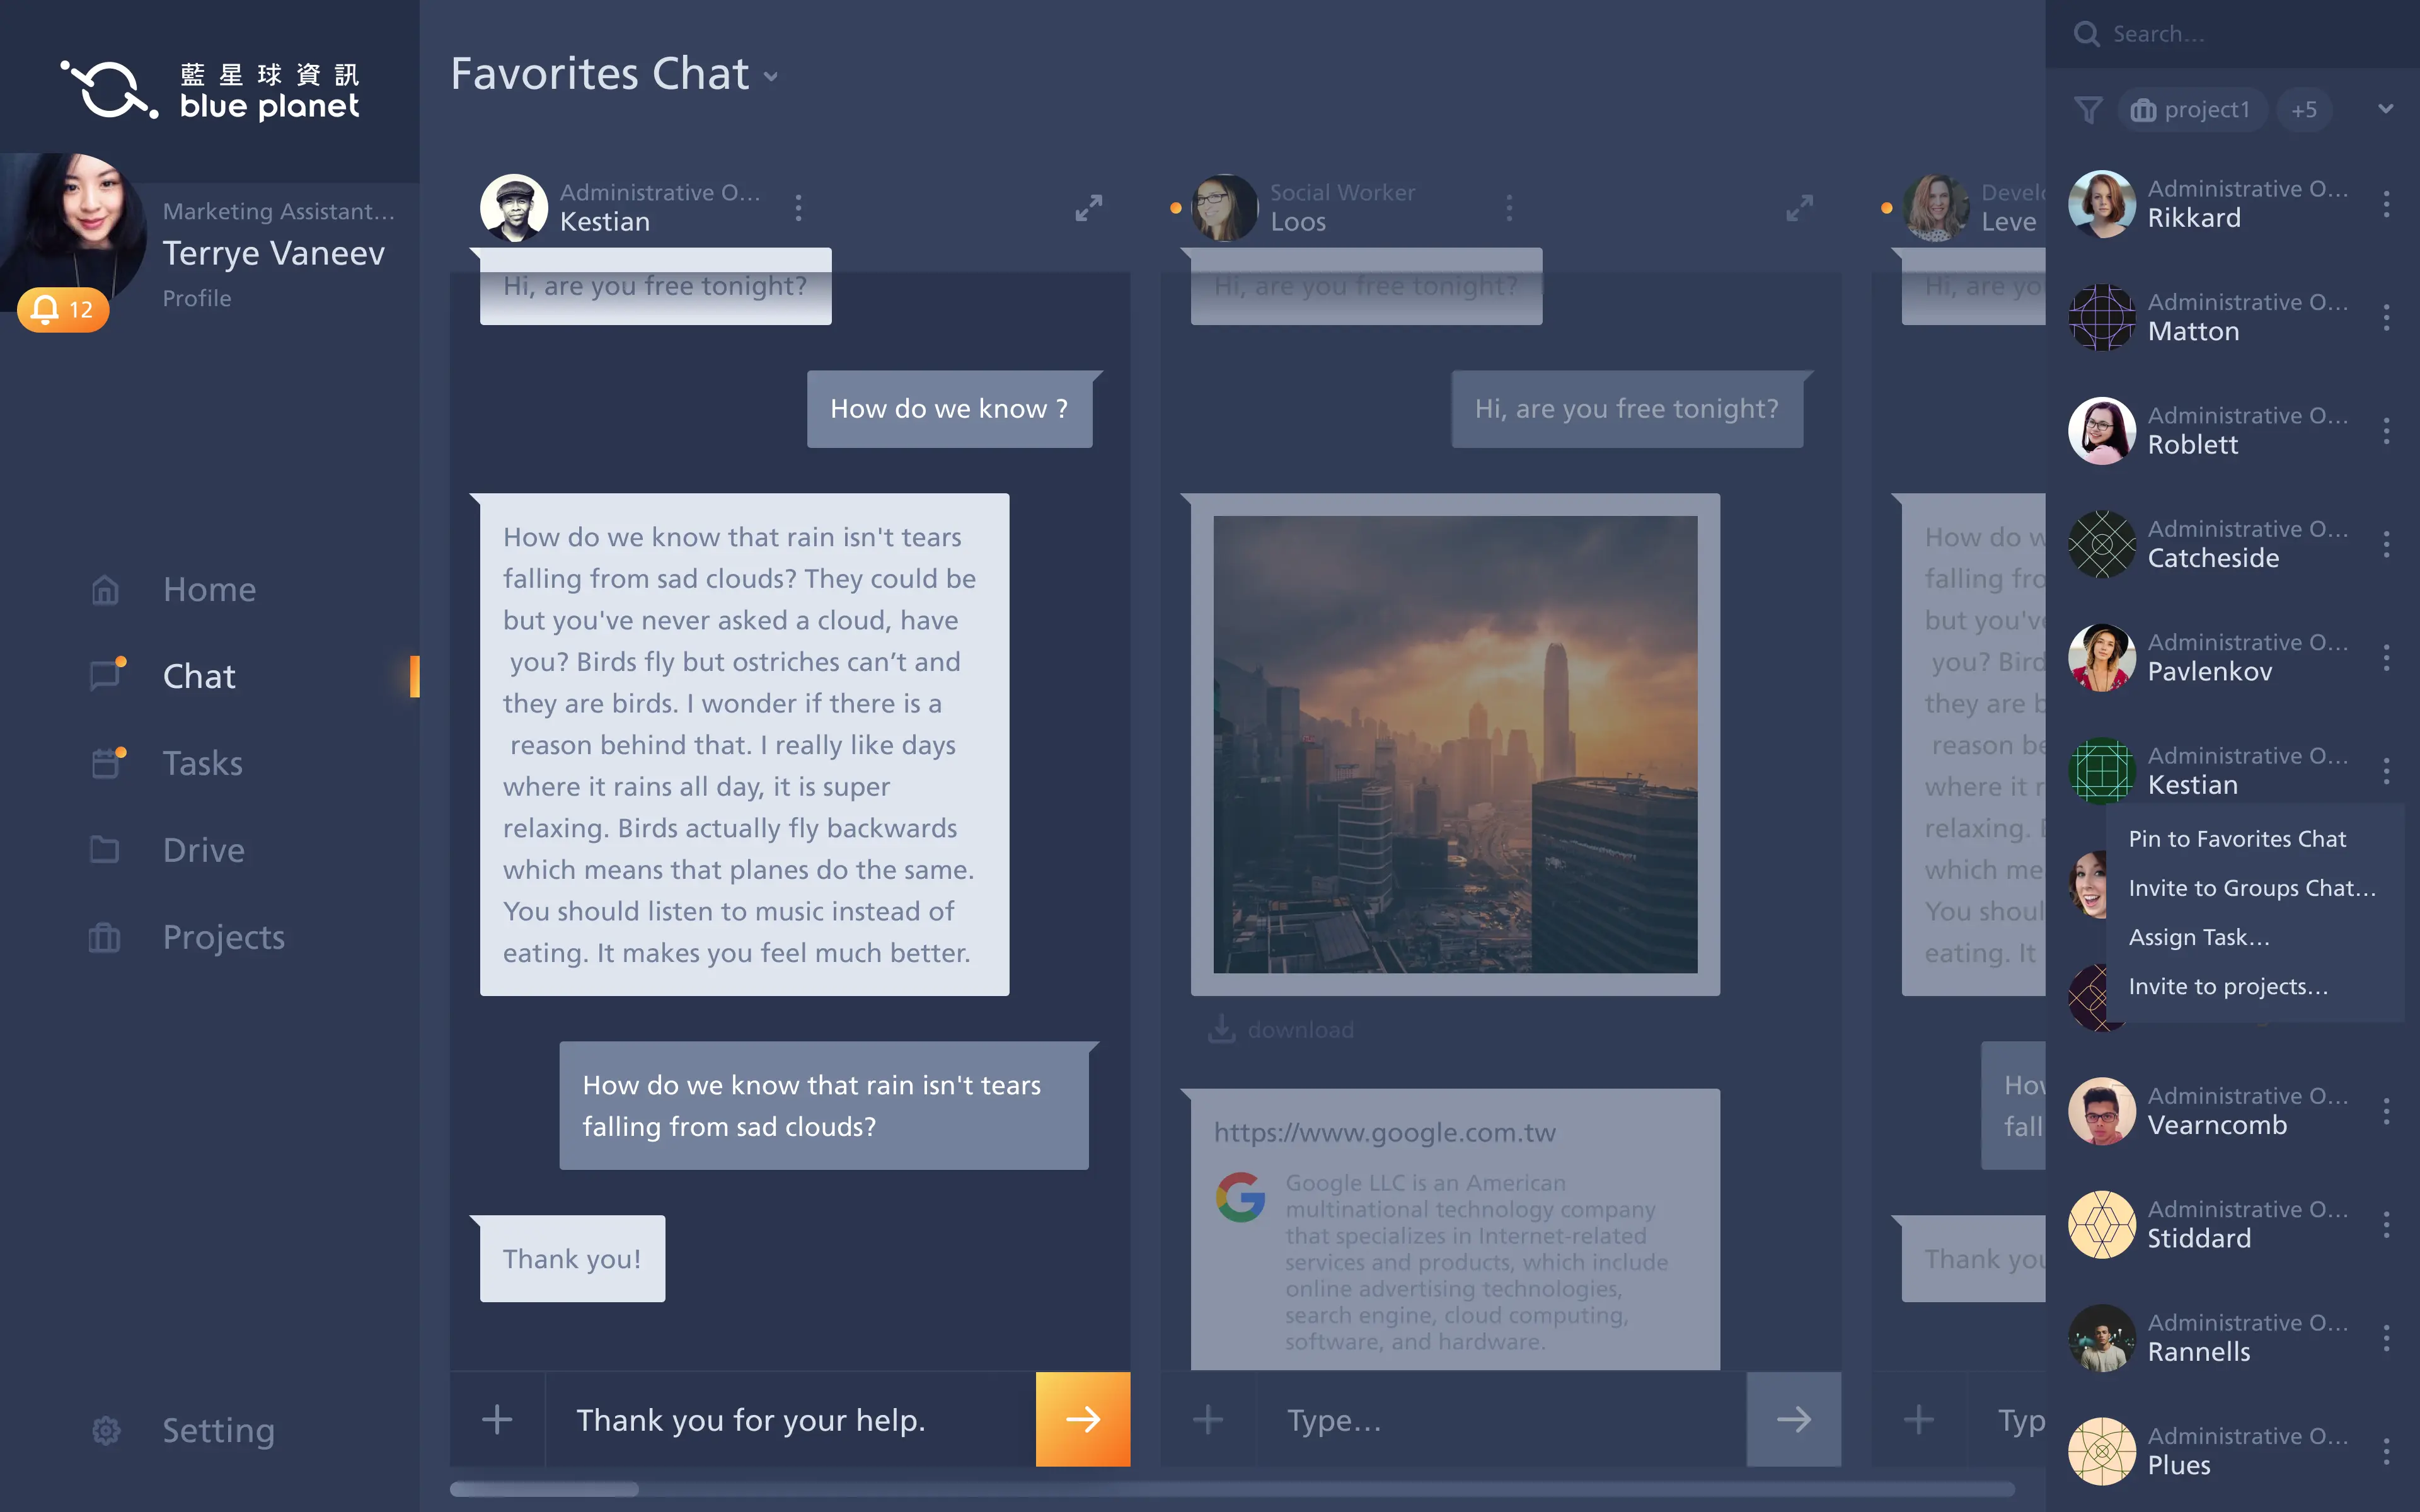 藍星球資訊
blue planet
Marketing Assistant...
Terrye Vaneev
Profile
12
Home
Chat
Tasks
Drive
Projects
Setting
Favorites Chat
Administrative O...
Kestian
Hi, are you free tonight?
How do we know ?
How do we know that rain isn't tears
falling from sad clouds? They could be
but you've never asked a cloud, have
you? Birds fly but ostriches can’t and
they are birds. I wonder if there is a
reason behind that. I really like days
where it rains all day, it is super
relaxing. Birds actually fly backwards
which means that planes do the same.
You should listen to music instead of
eating. It makes you feel much better.
How do we know that rain isn't tears
falling from sad clouds?
Thank you!
Thank you for your help.
Social Worker
Loos
Hi, are you free tonight?
Hi, are you free tonight?
download
https://www.google.com.tw
Google LLC is an American
multinational technology company
that specializes in Internet-related
services and products, which include
online advertising technologies,
search engine, cloud computing,
software, and hardware.
Type...
Develo
Leve
Hi, are yo
How do w
falling fro
but you've
you? Bird
they are b
reason be
where it r
relaxing. B
which me
You shoul
eating. It
How
fall
Thank you
Typ
Search...
project1
+5
Administrative O...
Rikkard
Administrative O...
Matton
Administrative O...
Roblett
Administrative O...
Catcheside
Administrative O...
Pavlenkov
Administrative O...
Kestian
Pin to Favorites Chat
Invite to Groups Chat...
Assign Task...
Invite to projects...
Administrative O...
Vearncomb
Administrative O...
Stiddard
Administrative O...
Rannells
Administrative O...
Plues